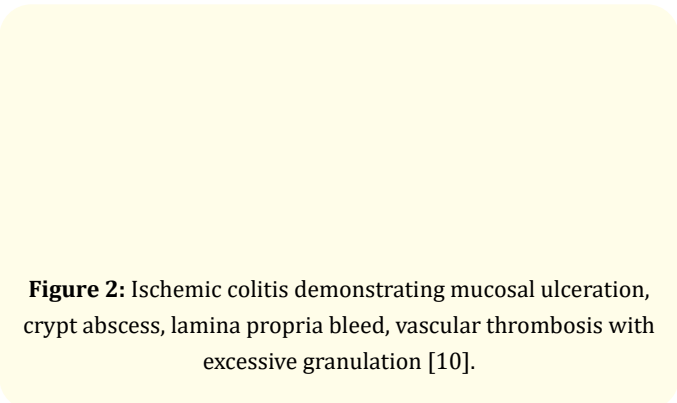 Figure 2: Ischemic colitis demonstrating mucosal ulceration,
crypt abscess, lamina propria bleed, vascular thrombosis with
excessive granulation [10].